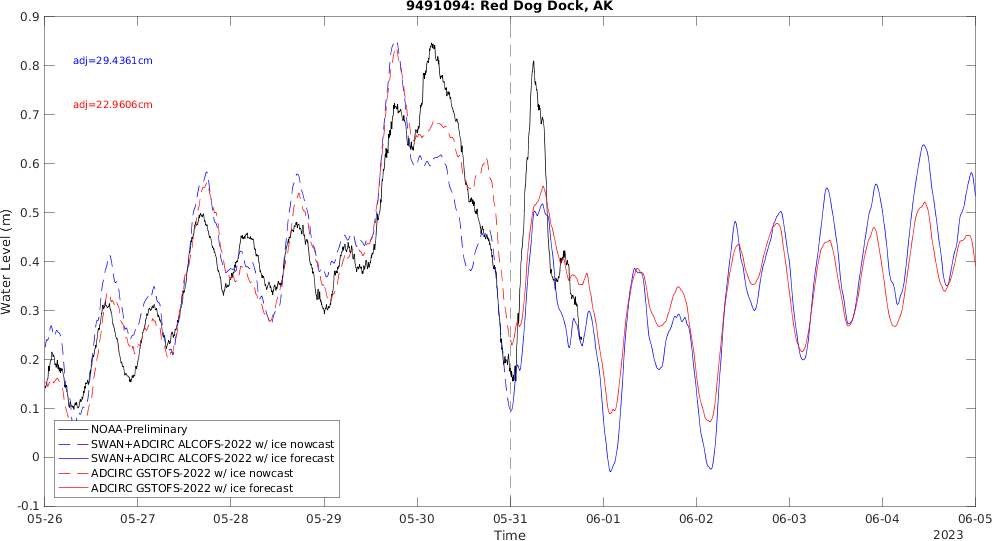 9491094: Red Dog Dock, AK
0.9
0.8
0.7
0.6
0.5
0.4
0.3
0.2
0.1
0
-0.1
Water Level (m)
adj=29.4361cm
adj=22.9606cm
NOAA-Preliminary
SWAN+ADCIRC ALCOFS-2022 w/ ice nowcast
SWAN+ADCIRC ALCOFS-2022 w/ ice forecast
ADCIRC GSTOFS-2022 w/ ice nowcast
ADCIRC GSTOFS-2022 w/ ice forecast
05-26 05-27 05-28 05-29 05-30 05-31 06-01 06-02 06-03 06-04 06-05
Time
2023